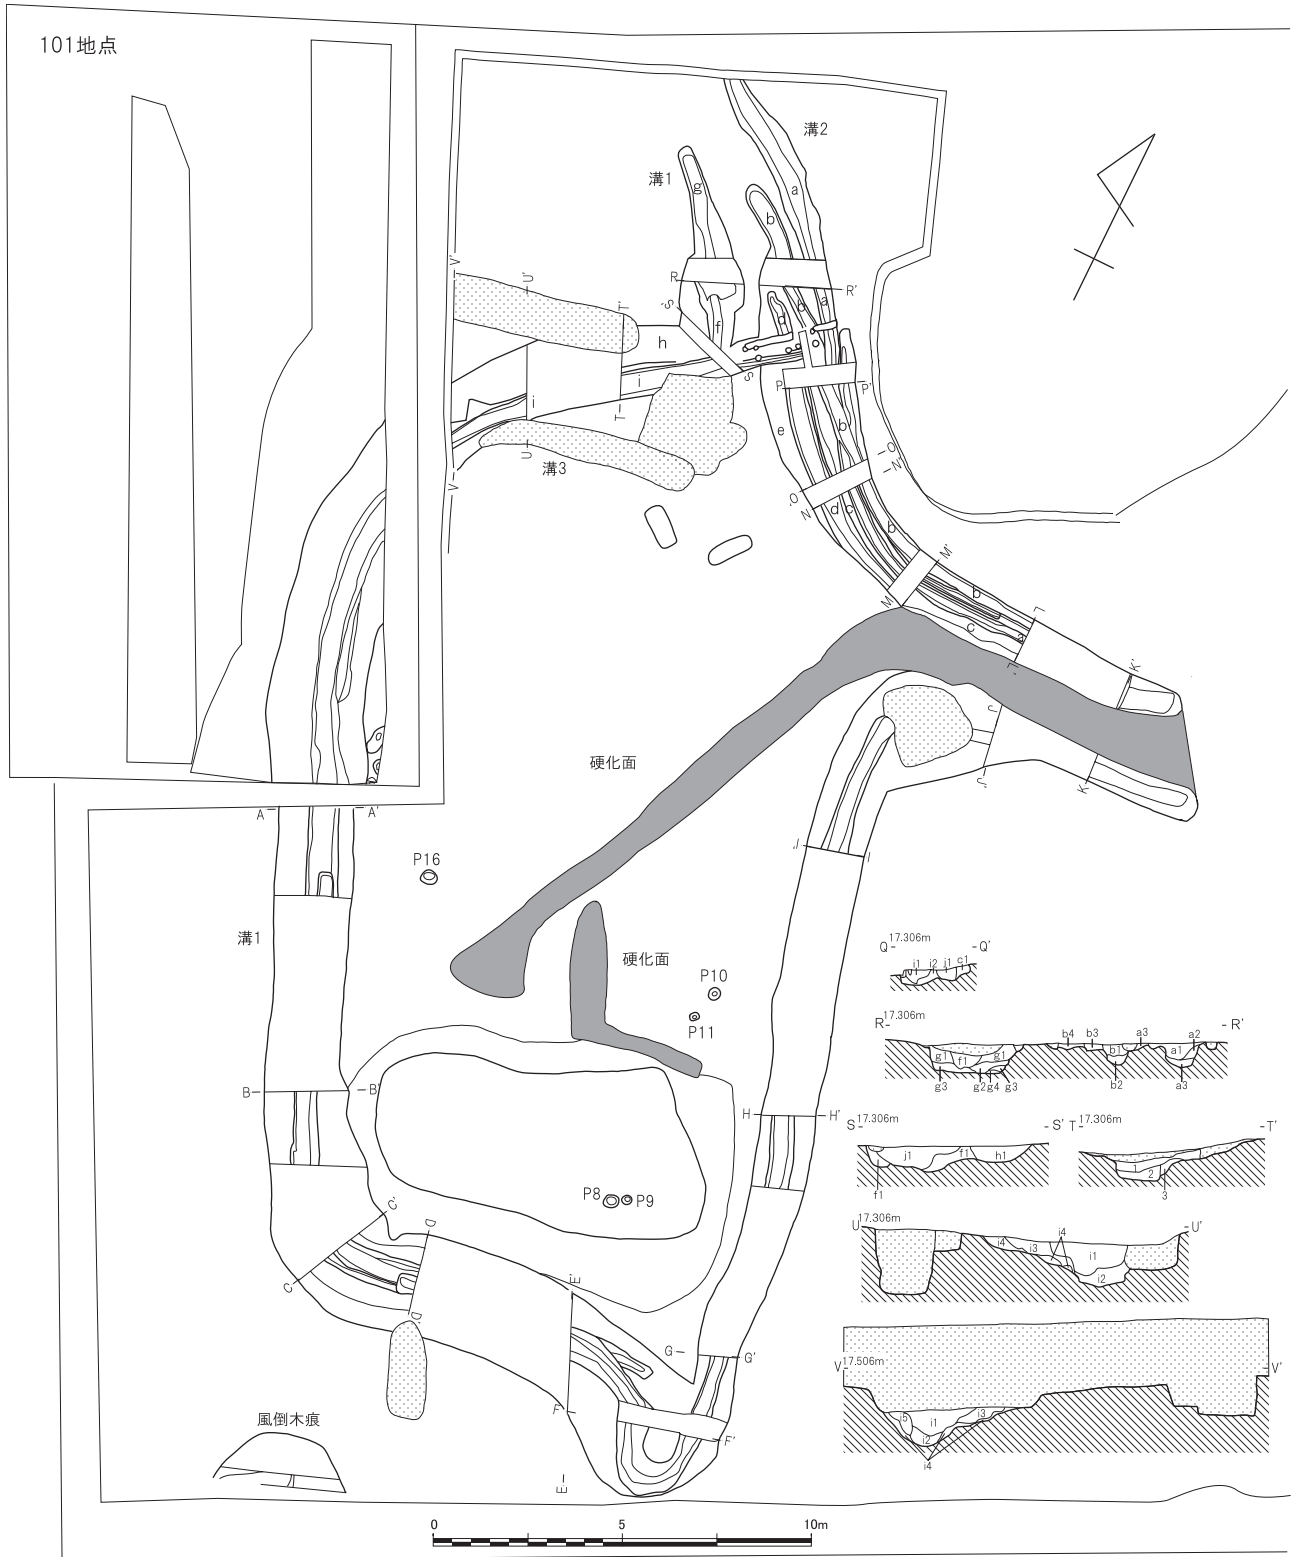 101地点
溝2
溝1
g
a
b
V'
U'
T'
R
R'
S'
a
b
d
f
h
S
P
P'
i
i
T
e
b
U
溝3
V
O
N'
O'
N
d
c
b
M'
M
b
c
a
L
L'
K'
J
硬化面
J'
K
A
A'
P16
I'
I
溝1
硬化面
P10
P11
Q
17.306m
Q'
i1
i2
j1
c1
R
17.306m
R'
b4
b3
a3
a2
g1
f1
g1
b1
a1
g3
g2
g4
g3
b2
a3
B
B'
H
H'
S
17.306m
S'
T
17.306m
T'
j1
f1
h1
1
2
f1
3
P8
P9
C'
D
C
D'
E'
U
17.306m
U'
i4
i3
i4
i1
i2
G
G'
V
17.506m
V'
i5
i1
i3
i2
i4
F
F'
E
風倒木痕
0
5
10m